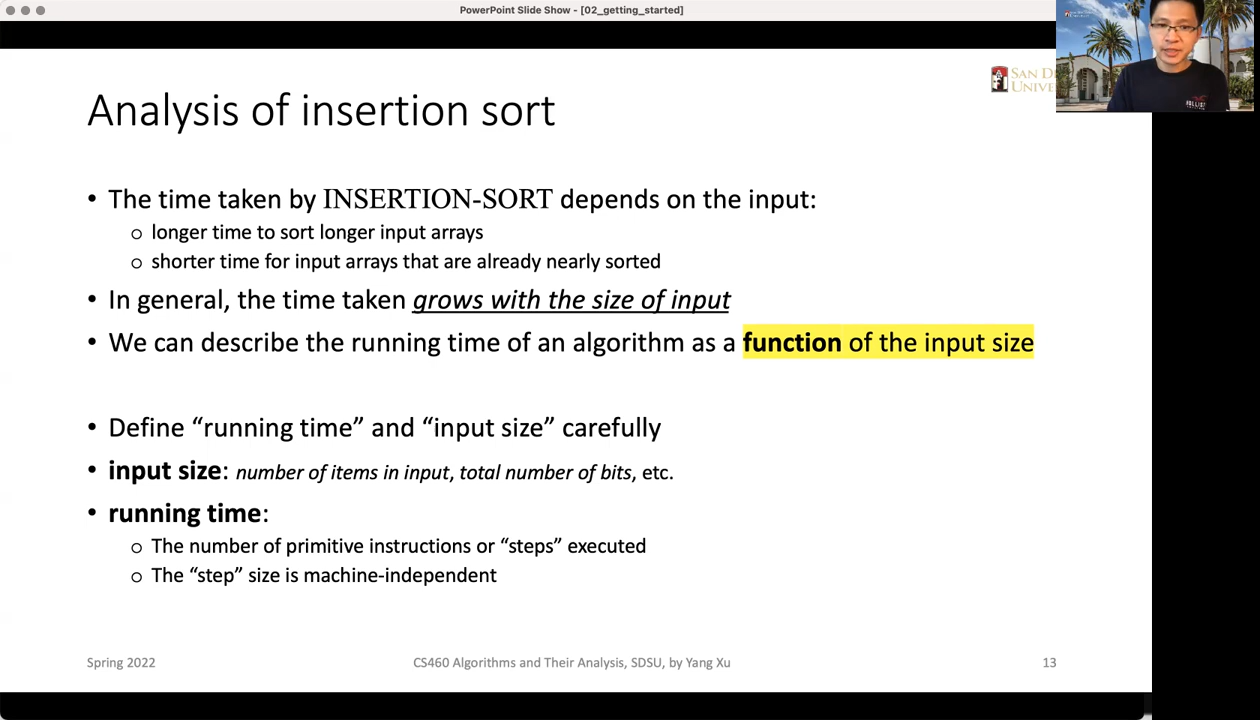 PowerPoint Slide Show - [02_getting_started]
SAN D
UNIVE
Analysis of insertion sort
• The time taken by INSERTION-SORT depends on the input:
o longer time to sort longer input arrays
o shorter time for input arrays that are already nearly sorted
• In general, the time taken grows with the size of input
• We can describe the running time of an algorithm as a function of the input size
• Define “running time” and “input size” carefully
• input size: number of items in input, total number of bits, etc.
• running time:
o The number of primitive instructions or “steps” executed
o The “step” size is machine-independent
Spring 2022
CS460 Algorithms and Their Analysis, SDSU, by Yang Xu
13